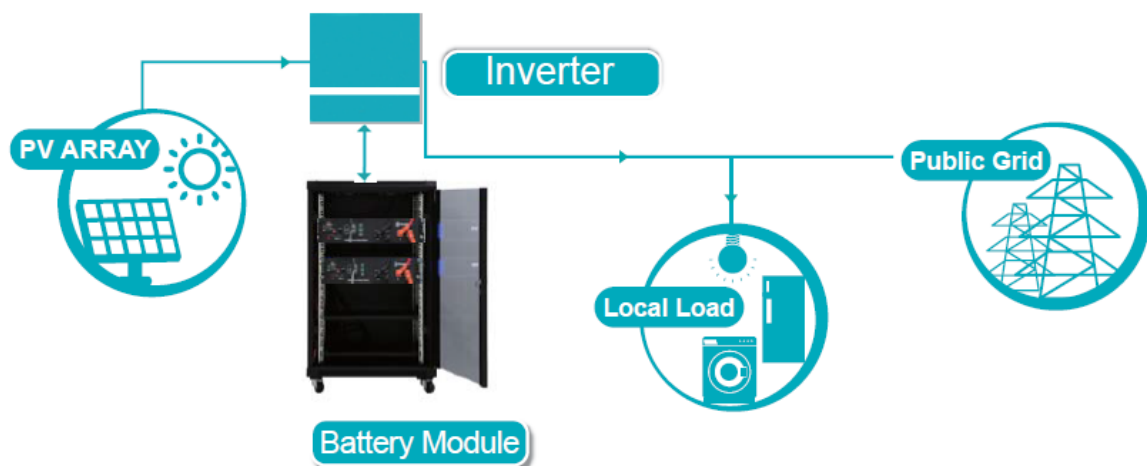 Inverter
PV ARRAY
Public Grid
Local Load
Battery Module